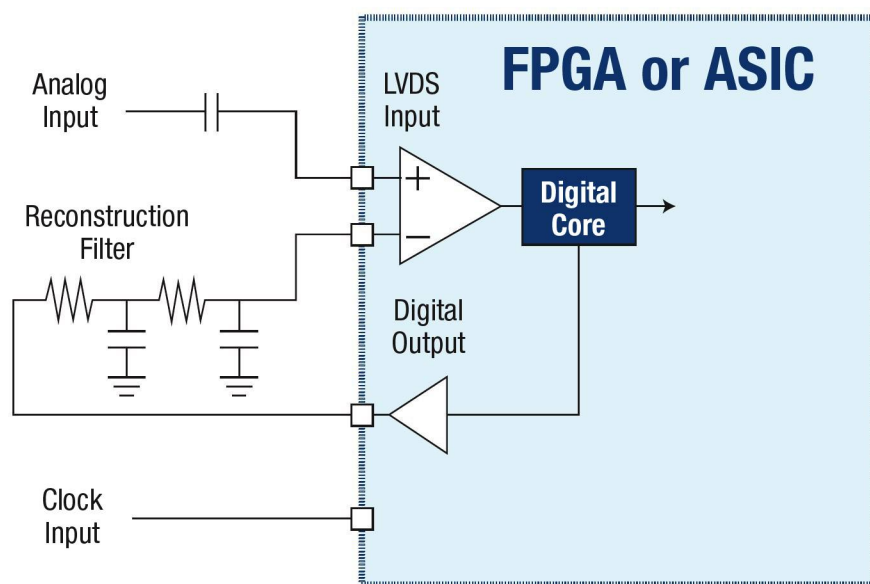 FPGA or ASIC
Analog
Input
LVDS
Input
+
−
Digital
Core
Reconstruction
Filter
Digital
Output
Clock
Input